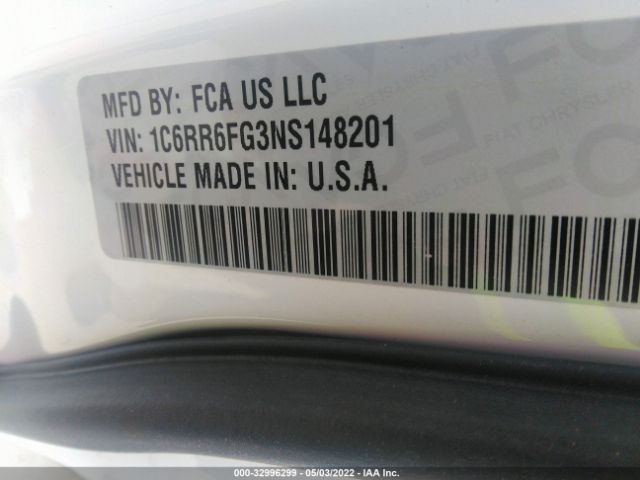 MFD BY: FCA US LLC
VIN: 1C6RR6FG3NS148201
VEHICLE MADE IN: U.S.A.
000-32996299 - 05/03/2022 - IAA Inc.